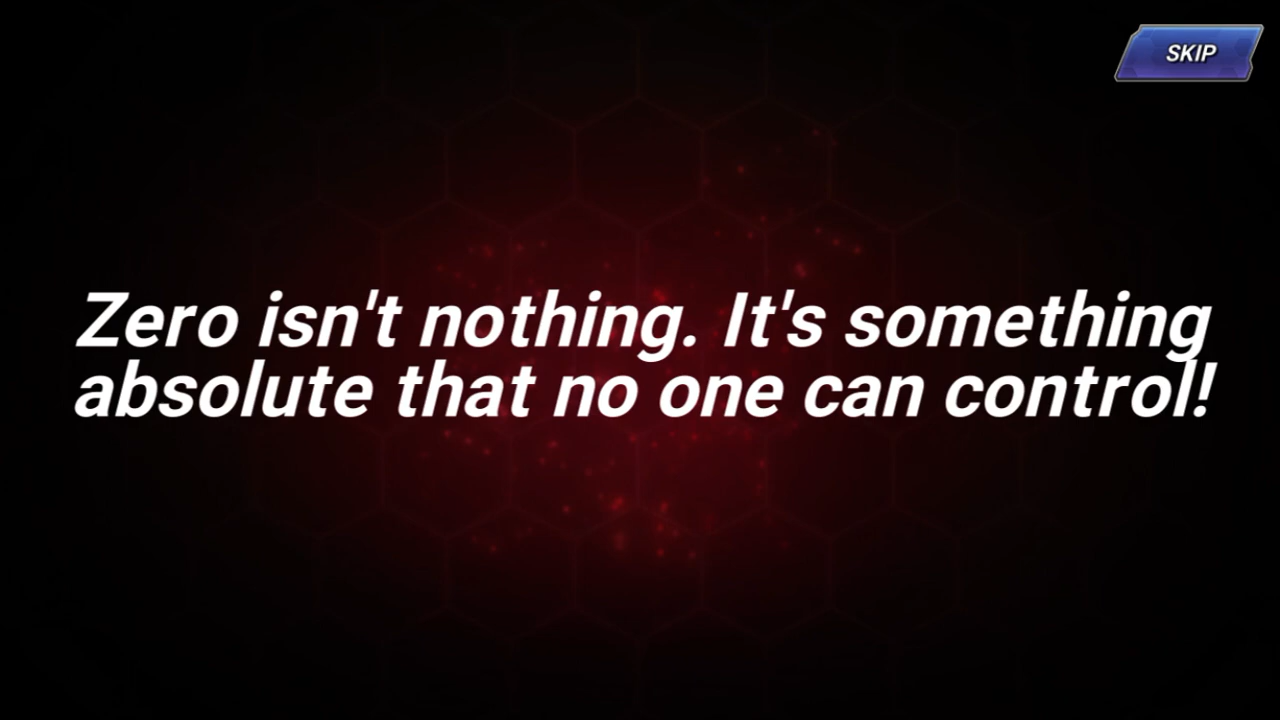 SKIP
Zero isn't nothing. It's something
absolute that no one can control!